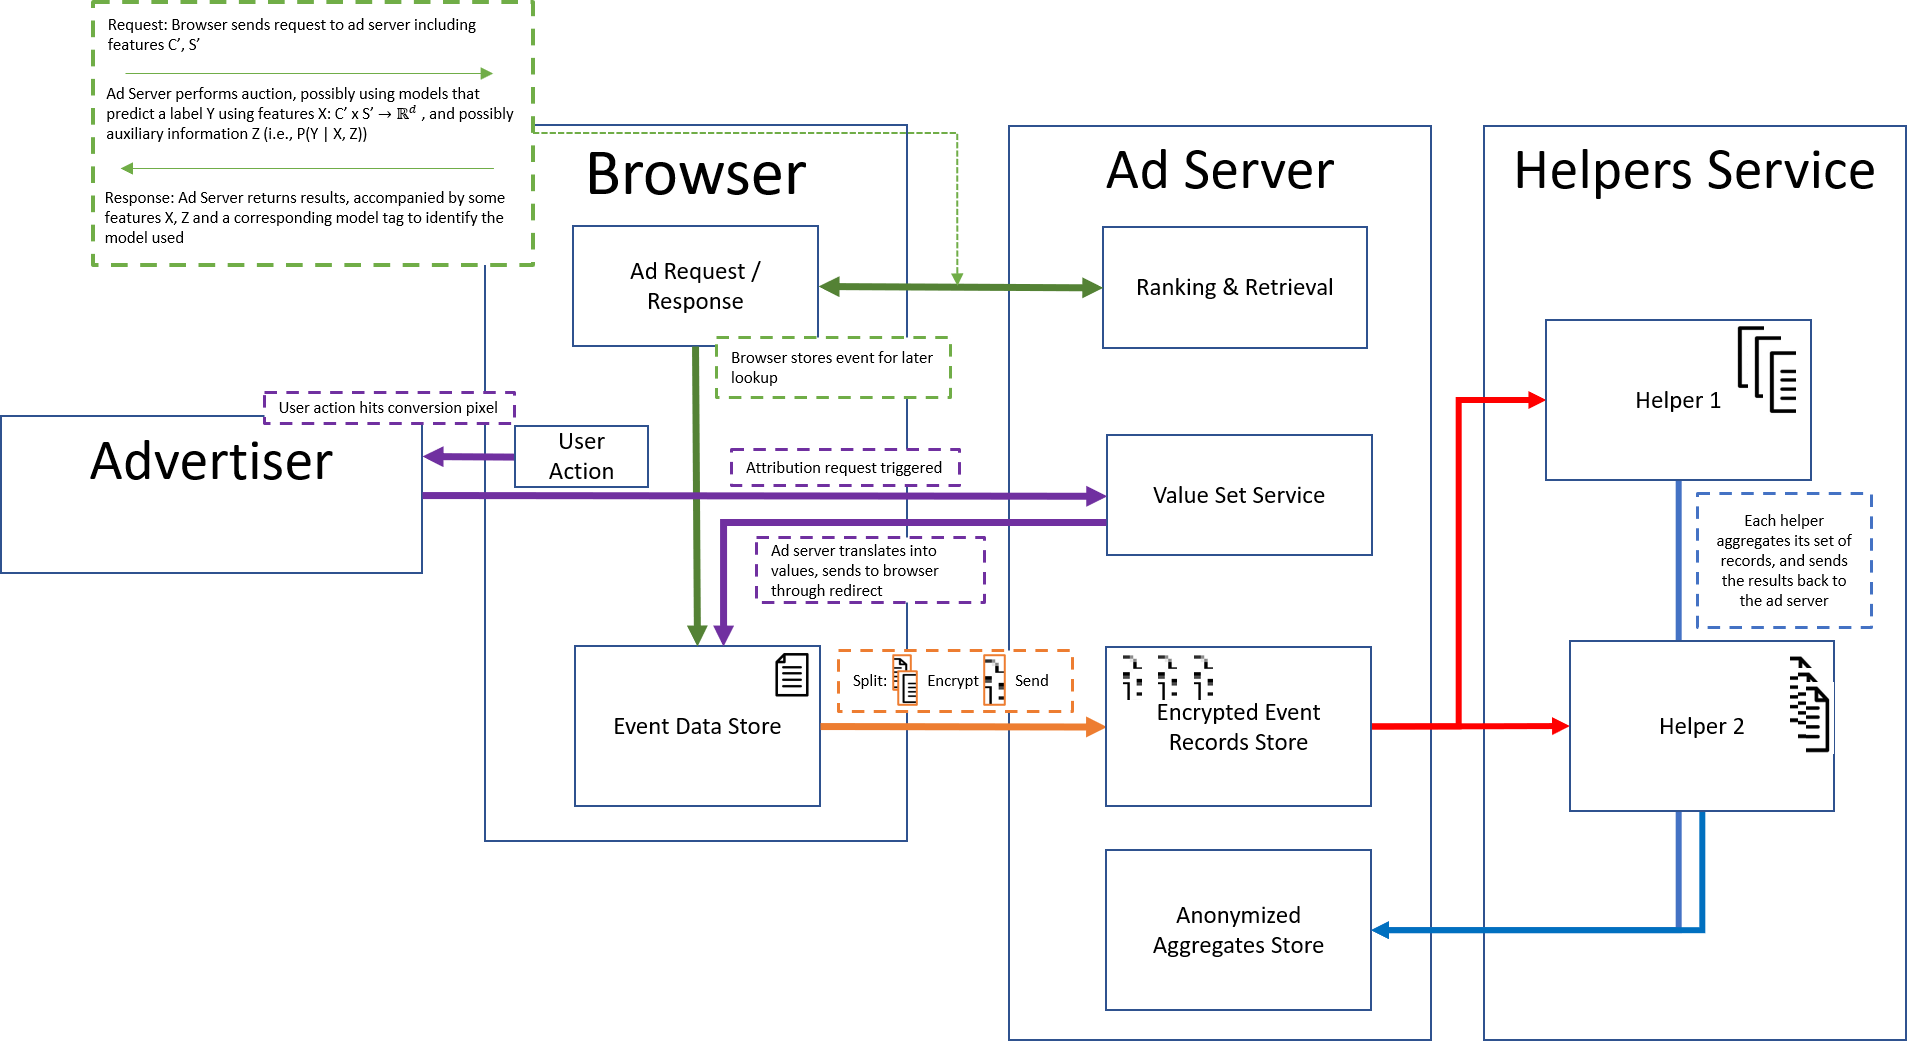 Request: Browser sends request to ad server including
features C’, S’
Ad Server performs auction, possibly using models that
predict a label Y using features X: C’ x S’ → ℝᵈ , and possibly
auxiliary information Z (i.e., P(Y | X, Z))
Response: Ad Server returns results, accompanied by some
features X, Z and a corresponding model tag to identify the
model used
Browser
Ad Server
Helpers Service
Ad Request /
Response
Ranking & Retrieval
Browser stores event for later
lookup
Helper 1
User action hits conversion pixel
Advertiser
User
Action
Attribution request triggered
Value Set Service
Ad server translates into
values, sends to browser
through redirect
Each helper
aggregates its set of
records, and sends
the results back to
the ad server
Split:
Encrypt
Send
Event Data Store
Encrypted Event
Records Store
Helper 2
Anonymized
Aggregates Store